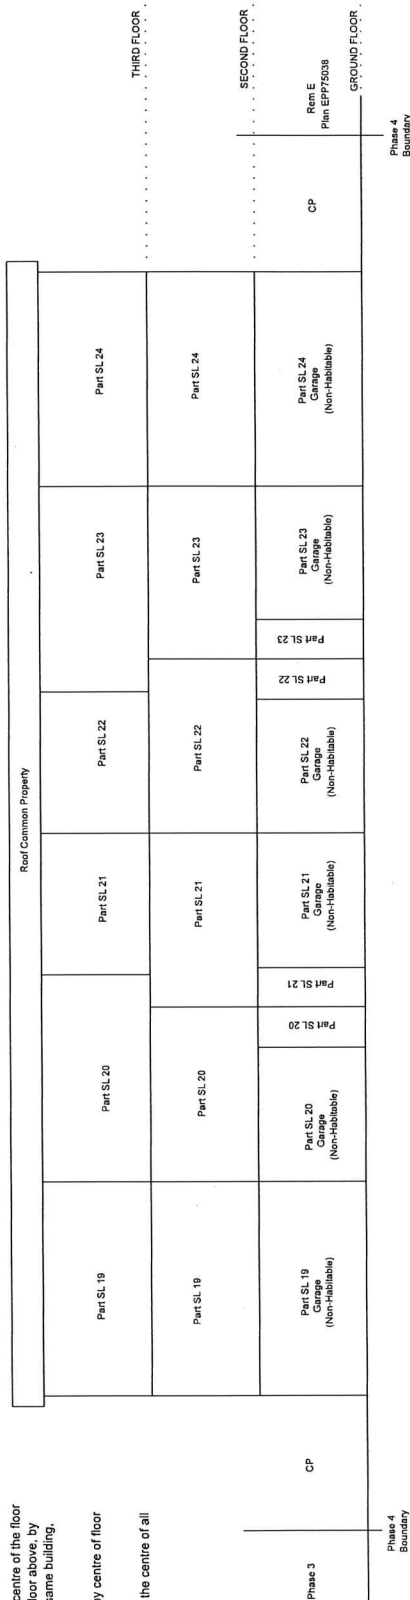 centre of the floor
loor above, by
same building,
y centre of floor
the centre of all
Roof Common Property
THIRD FLOOR
Part SL 19
Part SL 20
Part SL 21
Part SL 22
Part SL 23
Part SL 24
SECOND FLOOR
Part SL 19
Part SL 20
Part SL 21
Part SL 22
Part SL 23
Part SL 24
Phase 3
CP
Part SL 19
Garage
(Non-Habitable)
Part SL 20
Garage
(Non-Habitable)
Part SL 20
Part SL 21
Part SL 21
Garage
(Non-Habitable)
Part SL 22
Garage
(Non-Habitable)
Part SL 22
Part SL 23
Part SL 23
Garage
(Non-Habitable)
Part SL 24
Garage
(Non-Habitable)
CP
Rem E
Plan EPP75038
GROUND FLOOR
Phase 4
Boundary
Phase 4
Boundary